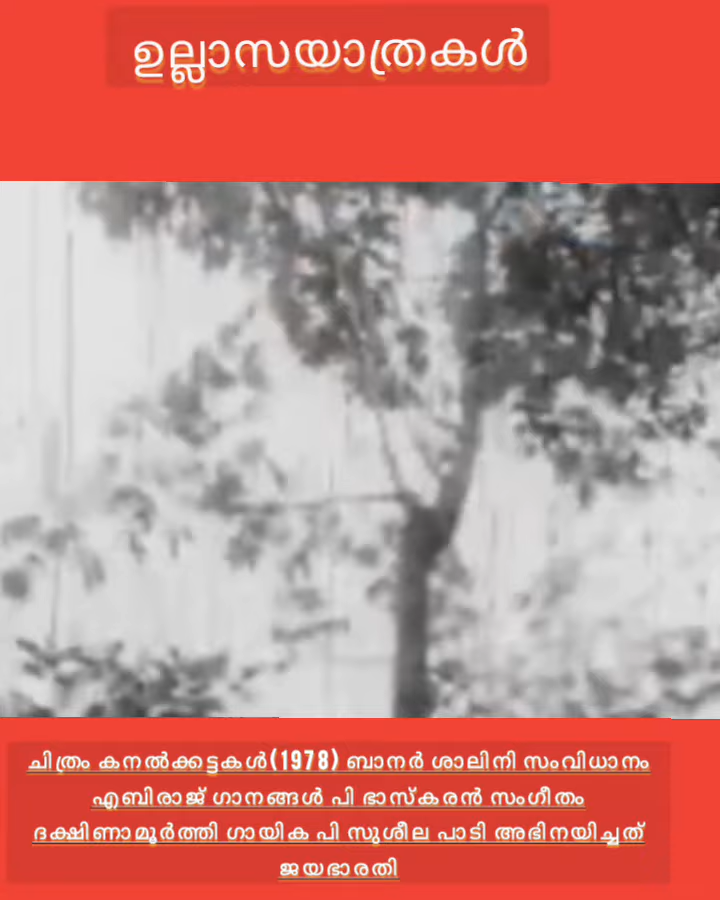 ഉല്ലാസയാത്രകൾ
ചിത്രം കനൽക്കട്ടകൾ(1978) ബാനർ ശാലിനി സംവിധാനം
എബിരാജ് ഗാനങ്ങൾ പി ഭാസ്കരൻ സംഗീതം
ദക്ഷിണാമൂർത്തി ഗായിക പി സുശീല പാടി അഭിനയിച്ചത്
ജയഭാരതി